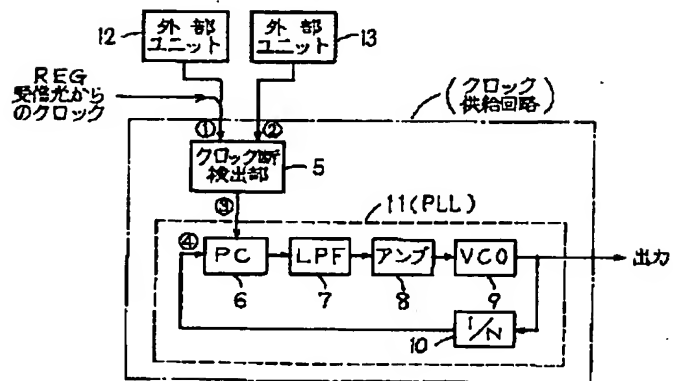 12
外部
ユニット
外部
ユニット
13
REG
受信光から
のクロック
(クロック
供給回路)
①
②
クロック断
検出部
5
③
11(PLL)
④
PC
LPF
アンプ
VCO
出力
6
7
8
9
1/N
10